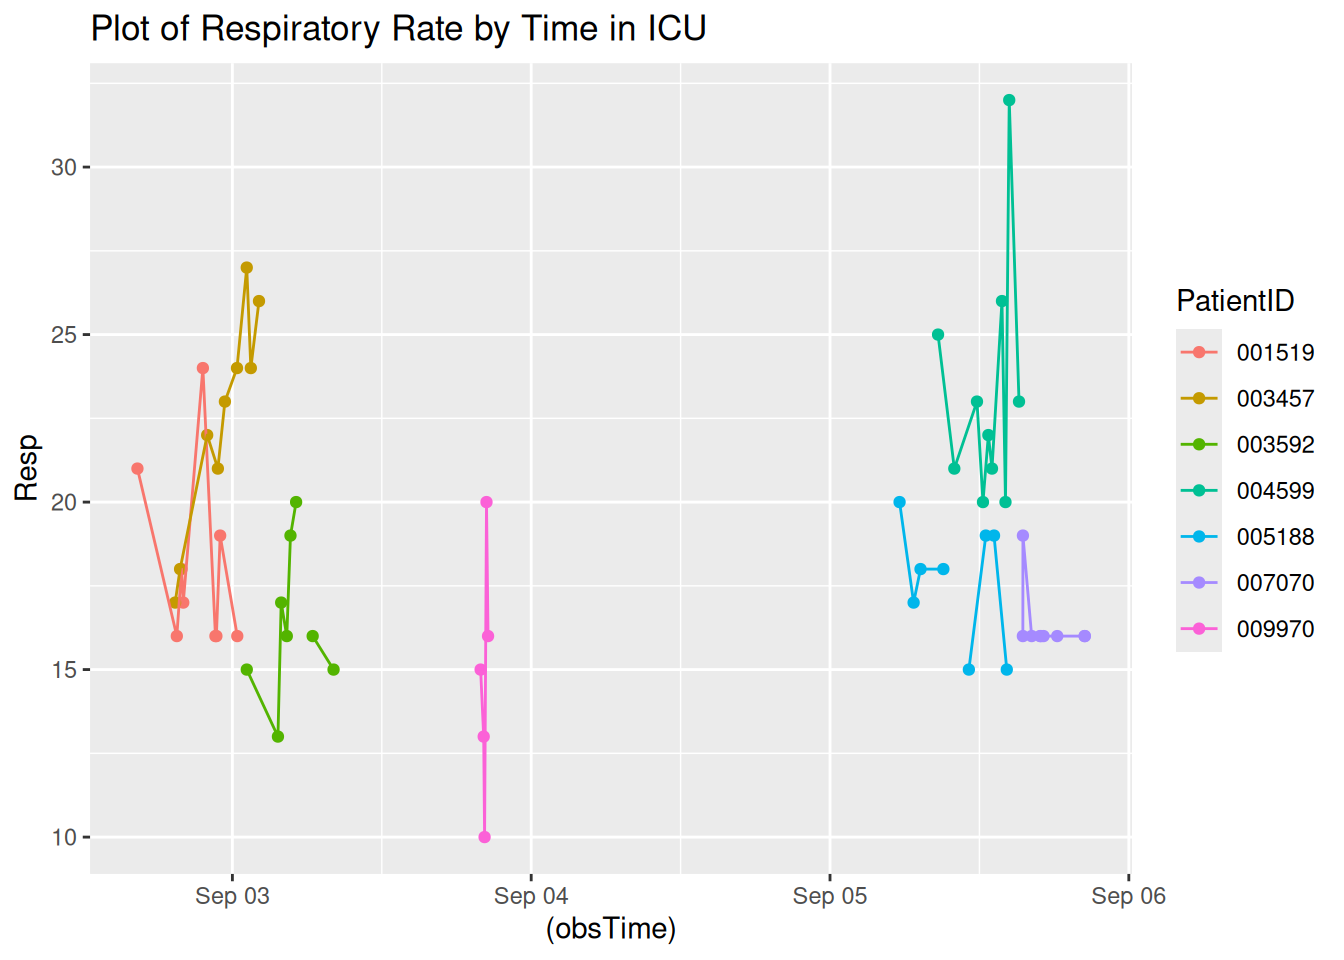 Plot of Respiratory Rate by Time in ICU
Resp
30
25
20
15
10
Sep 03 Sep 04 Sep 05 Sep 06
(obsTime)
PatientID
001519
003457
003592
004599
005188
007070
009970